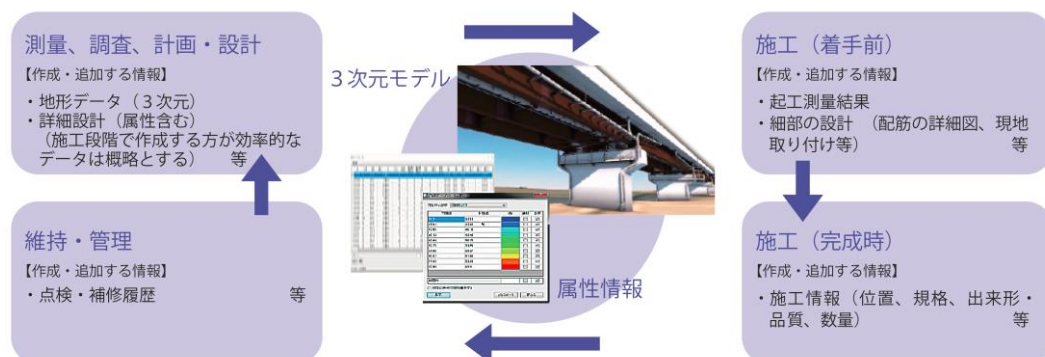 測量、調査、計画・設計
【作成・追加する情報】
・地形データ（３次元）
・詳細設計（属性含む）
（施工段階で作成する方が効率的な
データは概略とする）　　等
維持・管理
【作成・追加する情報】
・点検・補修履歴　　　　　　等
３次元モデル
属性情報
施工（着手前）
【作成・追加する情報】
・起工測量結果
・細部の設計　（配筋の詳細図、現地
取り付け等）　　　　　　　　等
施工（完成時）
【作成・追加する情報】
・施工情報（位置、規格、出来形・
品質、数量）　　　　　　　等